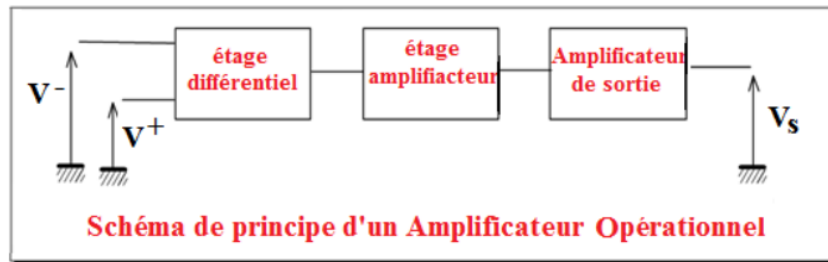 étage
différentiel
étage
amplifiacteur
Amplificateur
de sortie
V-
V+
Vs
Schéma de principe d'un Amplificateur Opérationnel